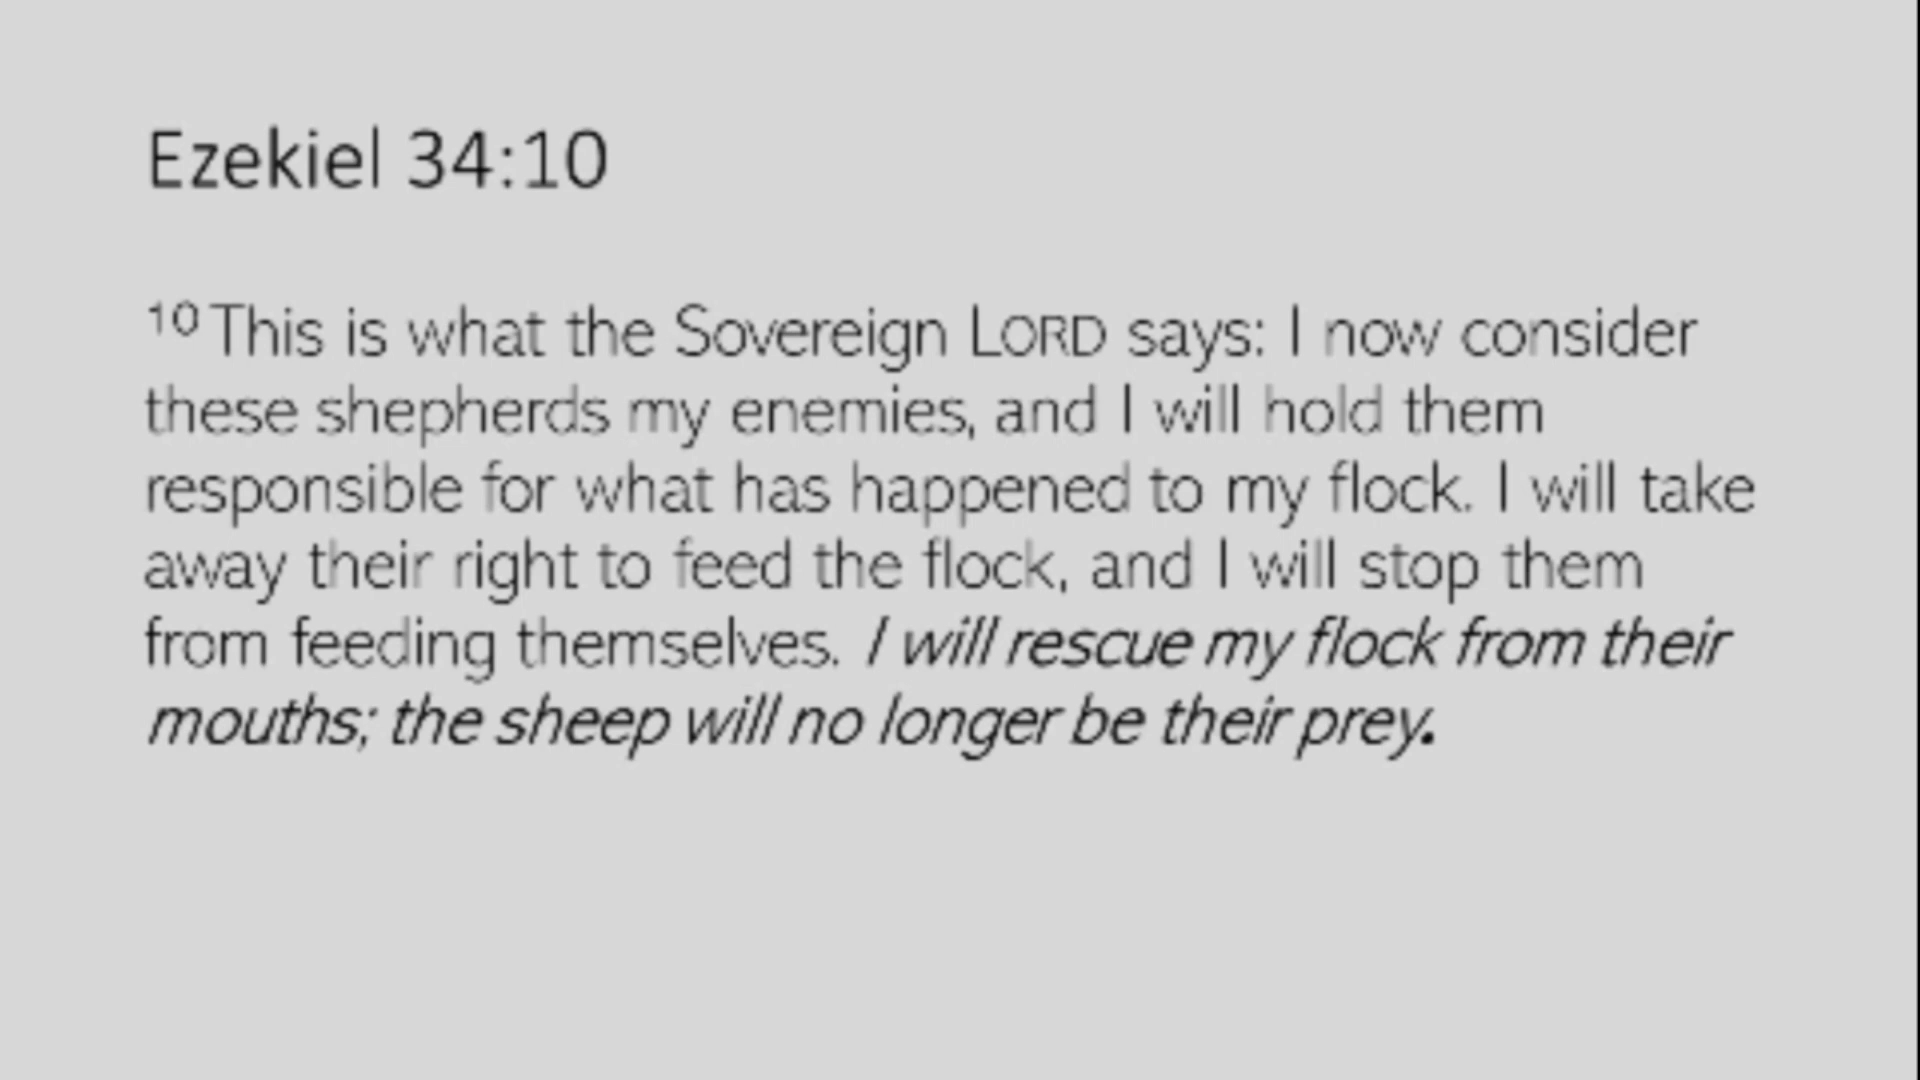 Ezekiel 34:10
10 This is what the Sovereign LORD says: I now consider
these shepherds my enemies, and I will hold them
responsible for what has happened to my flock. I will take
away their right to feed the flock, and I will stop them
from feeding themselves. I will rescue my flock from their
mouths; the sheep will no longer be their prey.